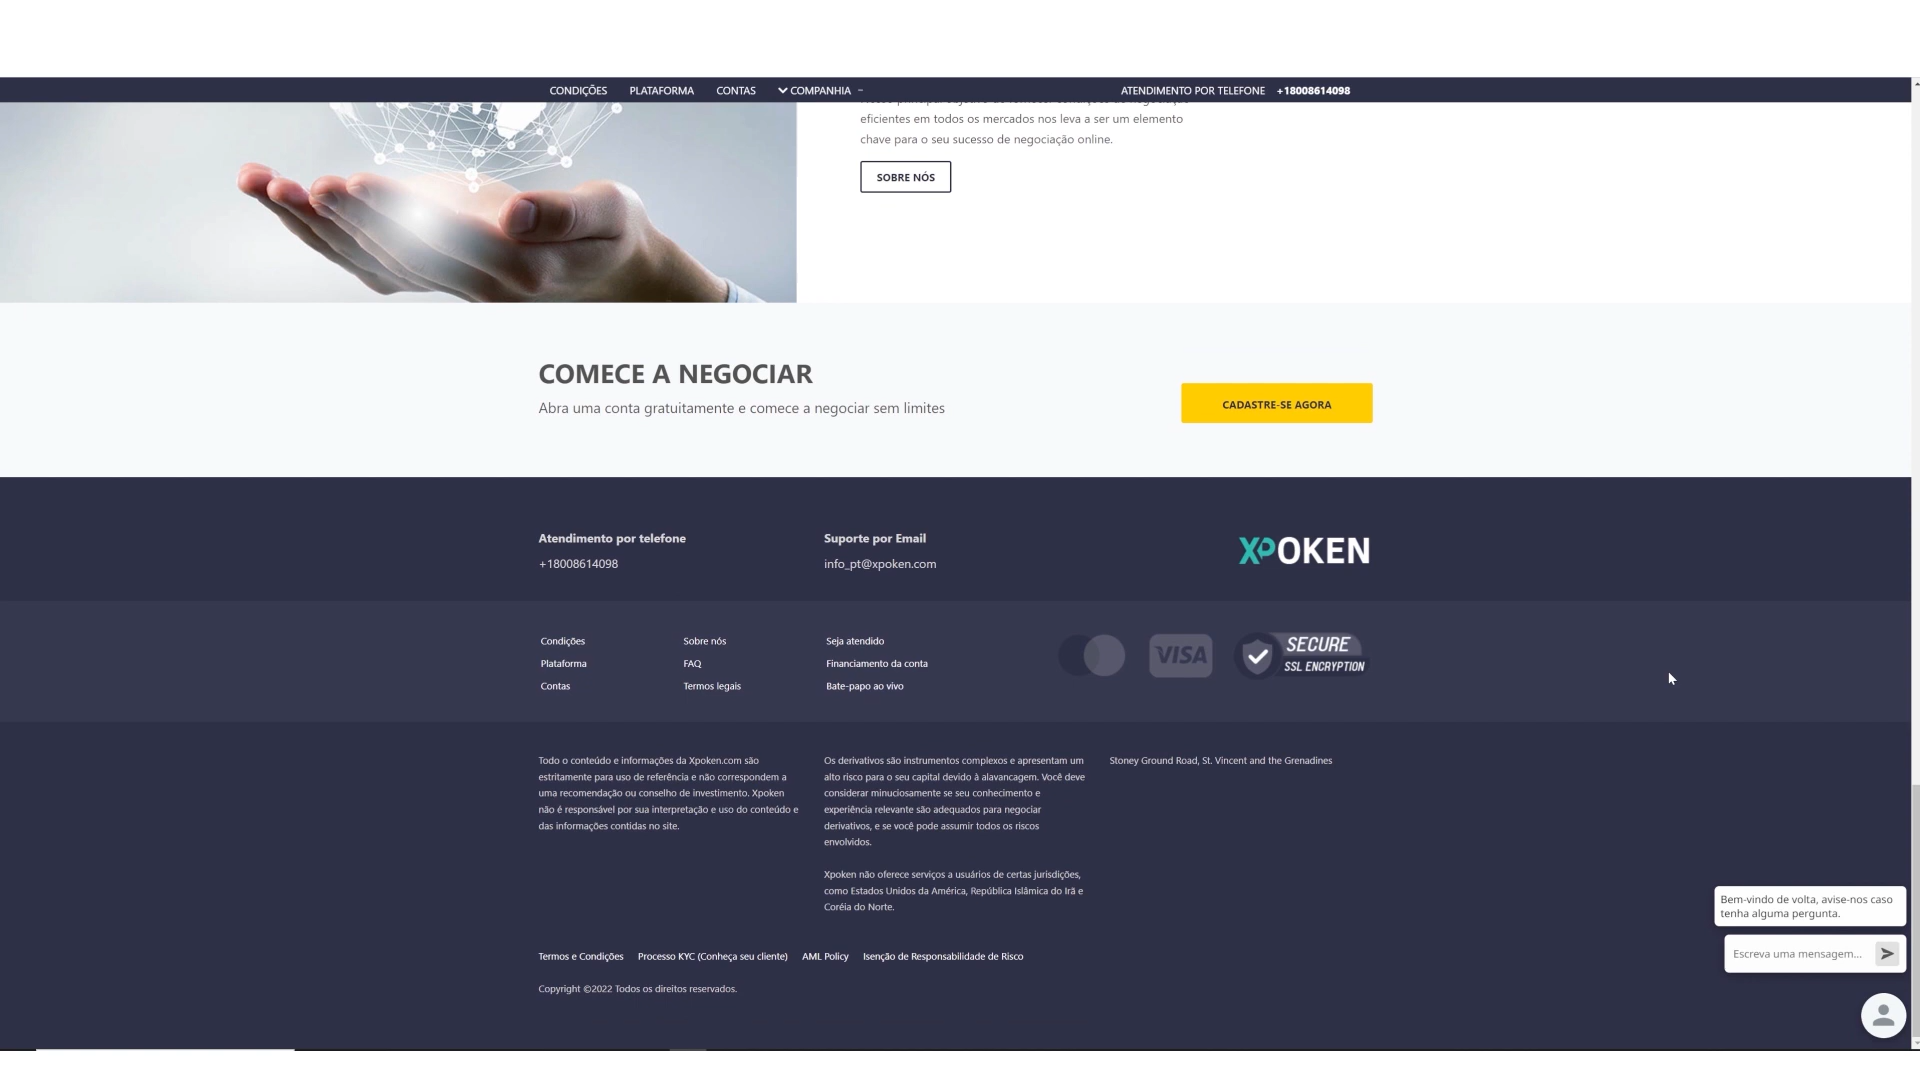 CONDIÇÕES PLATAFORMA CONTAS COMPANHIA ATENDIMENTO POR TELEFONE +18008614098
eficientes em todos os mercados nos leva a ser um elemento
chave para o seu sucesso de negociação online.
SOBRE NÓS
COMECE A NEGOCIAR
Abra uma conta gratuitamente e comece a negociar sem limites
CADASTRE-SE AGORA
Atendimento por telefone
+18008614098
Suporte por Email
info_pt@xpoken.com
XPOKEN
Condições
Plataforma
Contas
Sobre nós
FAQ
Termos legais
Seja atendido
Financiamento da conta
Bate-papo ao vivo
VISA
SECURE
SSL ENCRYPTION
Todo o conteúdo e informações da Xpoken.com são
estritamente para uso de referência e não correspondem a
uma recomendação ou conselho de investimento. Xpoken
não é responsável por sua interpretação e uso do conteúdo e
das informações contidas no site.
Os derivativos são instrumentos complexos e apresentam um
alto risco para o seu capital devido à alavancagem. Você deve
considerar minuciosamente se seu conhecimento e
experiência relevante são adequados para negociar
derivativos, e se você pode assumir todos os riscos
envolvidos.
Xpoken não oferece serviços a usuários de certas jurisdições,
como Estados Unidos da América, República Islâmica do Irã e
Coréia do Norte.
Stoney Ground Road, St. Vincent and the Grenadines
Termos e Condições Processo KYC (Conheça seu cliente) AML Policy Isenção de Responsabilidade de Risco
Copyright ©2022 Todos os direitos reservados.
Bem-vindo de volta, avise-nos caso
tenha alguma pergunta.
Escreva uma mensagem...